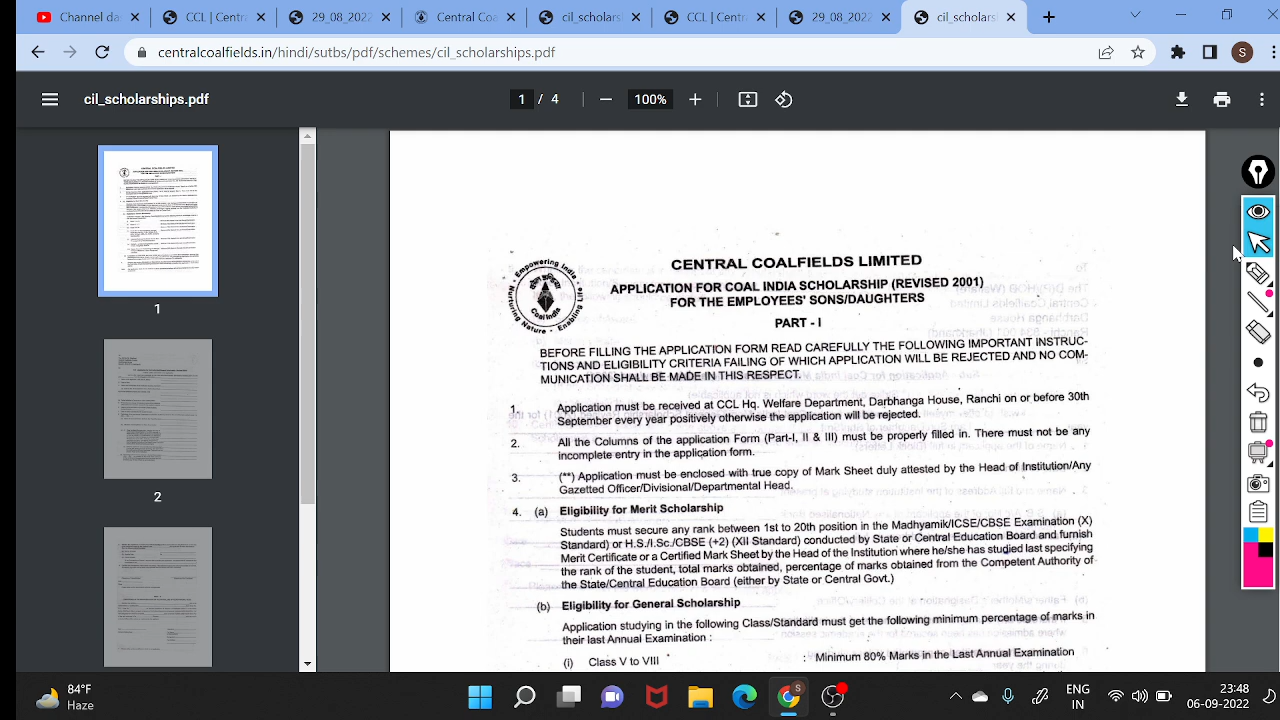 Channel da
CCL | Centr
29_08_2022
Central Coa
cil_scholars
CCL | Centr
29_08_2022
cil_scholars
centralcoalfields.in/hindi/sutbs/pdf/schemes/cil_scholarships.pdf
S
cil_scholarships.pdf
1 / 4
100%
1
2
Empowering India
Nurturing Nature • Enabling Life
Coal India
CENTRAL COALFIELDS LIMITED
APPLICATION FOR COAL INDIA SCHOLARSHIP (REVISED 2001)
FOR THE EMPLOYEES' SONS/DAUGHTERS
PART - I
BEFORE FILLING THE APPLICATION FORM READ CAREFULLY THE FOLLOWING IMPORTANT INSTRUC-
TIONS AND ELIGIBILITY CRITERIA FAILING OF WHICH APPLICATION WILL BE REJECTED AND NO COM-
MUNICATION SHALL BE MADE IN THIS RESPECT.
1. Application must be received at CCL Hq. Welfare Department, Darbhanga House, Ranchi on or before 30th
September every year positively otherwise the application will be rejected.
2. All the Columns of the application Form (Part-I, II & III) must be properly filled in. There must not be any
incomplete entry in the application form.
3. (**) Application must be enclosed with true copy of Mark Sheet duly attested by the Head of Institution/Any
Gazetted Officer/Divisional/Departmental Head.
4. (a) Eligibility for Merit Scholarship
Students must secure any rank between 1st to 20th position in the Madhyamik/ICSE/CBSE Examination (X)
Standard) or H.S./I.Sc./CBSE (+2) (XII Standard) conducted by State or Central Education Board and furnish
Merit Certificate or a Certified Mark Sheet by the Head of the Institution where he/she has studied last specifying
the rank of the student, total marks obtained, percentage of marks obtained from the Competent Authority of
the State/Central Education Board (either by State or Central Govt.)
(b) Eligibility for General Scholarship
Application studying in the following Class/Standard must get the following minimum percentage of marks in
their last Annual Examination :
(i) Class V to VIII : Minimum 80% Marks in the Last Annual Examination
84°F
Haze
ENG
IN
23:48
06-09-2022